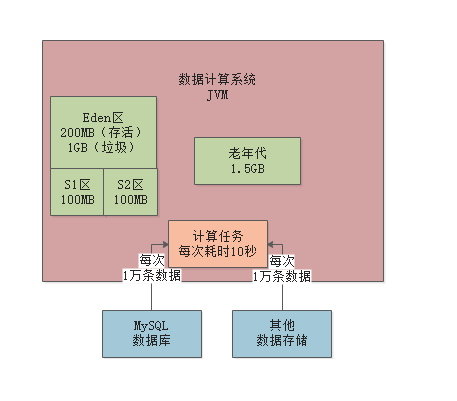 数据计算系统
JVM
Eden区
200MB（存活）
1GB（垃圾）
S1区
100MB
S2区
100MB
老年代
1.5GB
计算任务
每次耗时10秒
每次
1万条数据
每次
1万条数据
MySQL
数据库
其他
数据存储